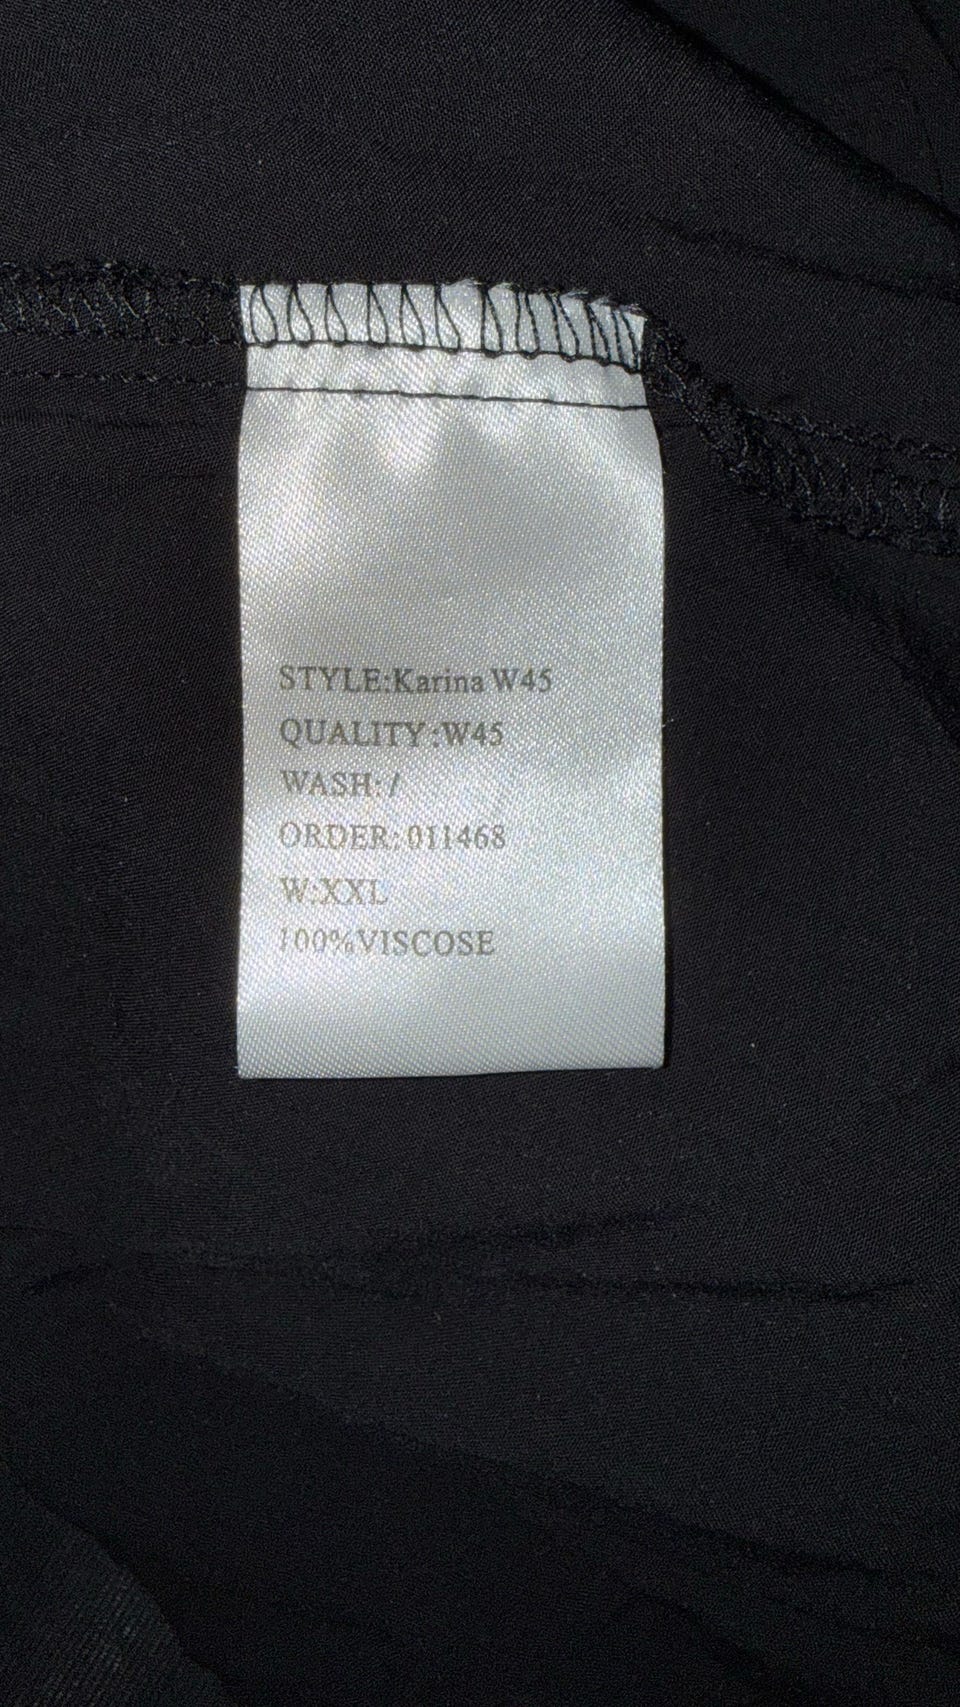 STYLE:Karina W45
QUALITY:W45
WASH: /
ORDER: 011468
W:XXL
100%VISCOSE